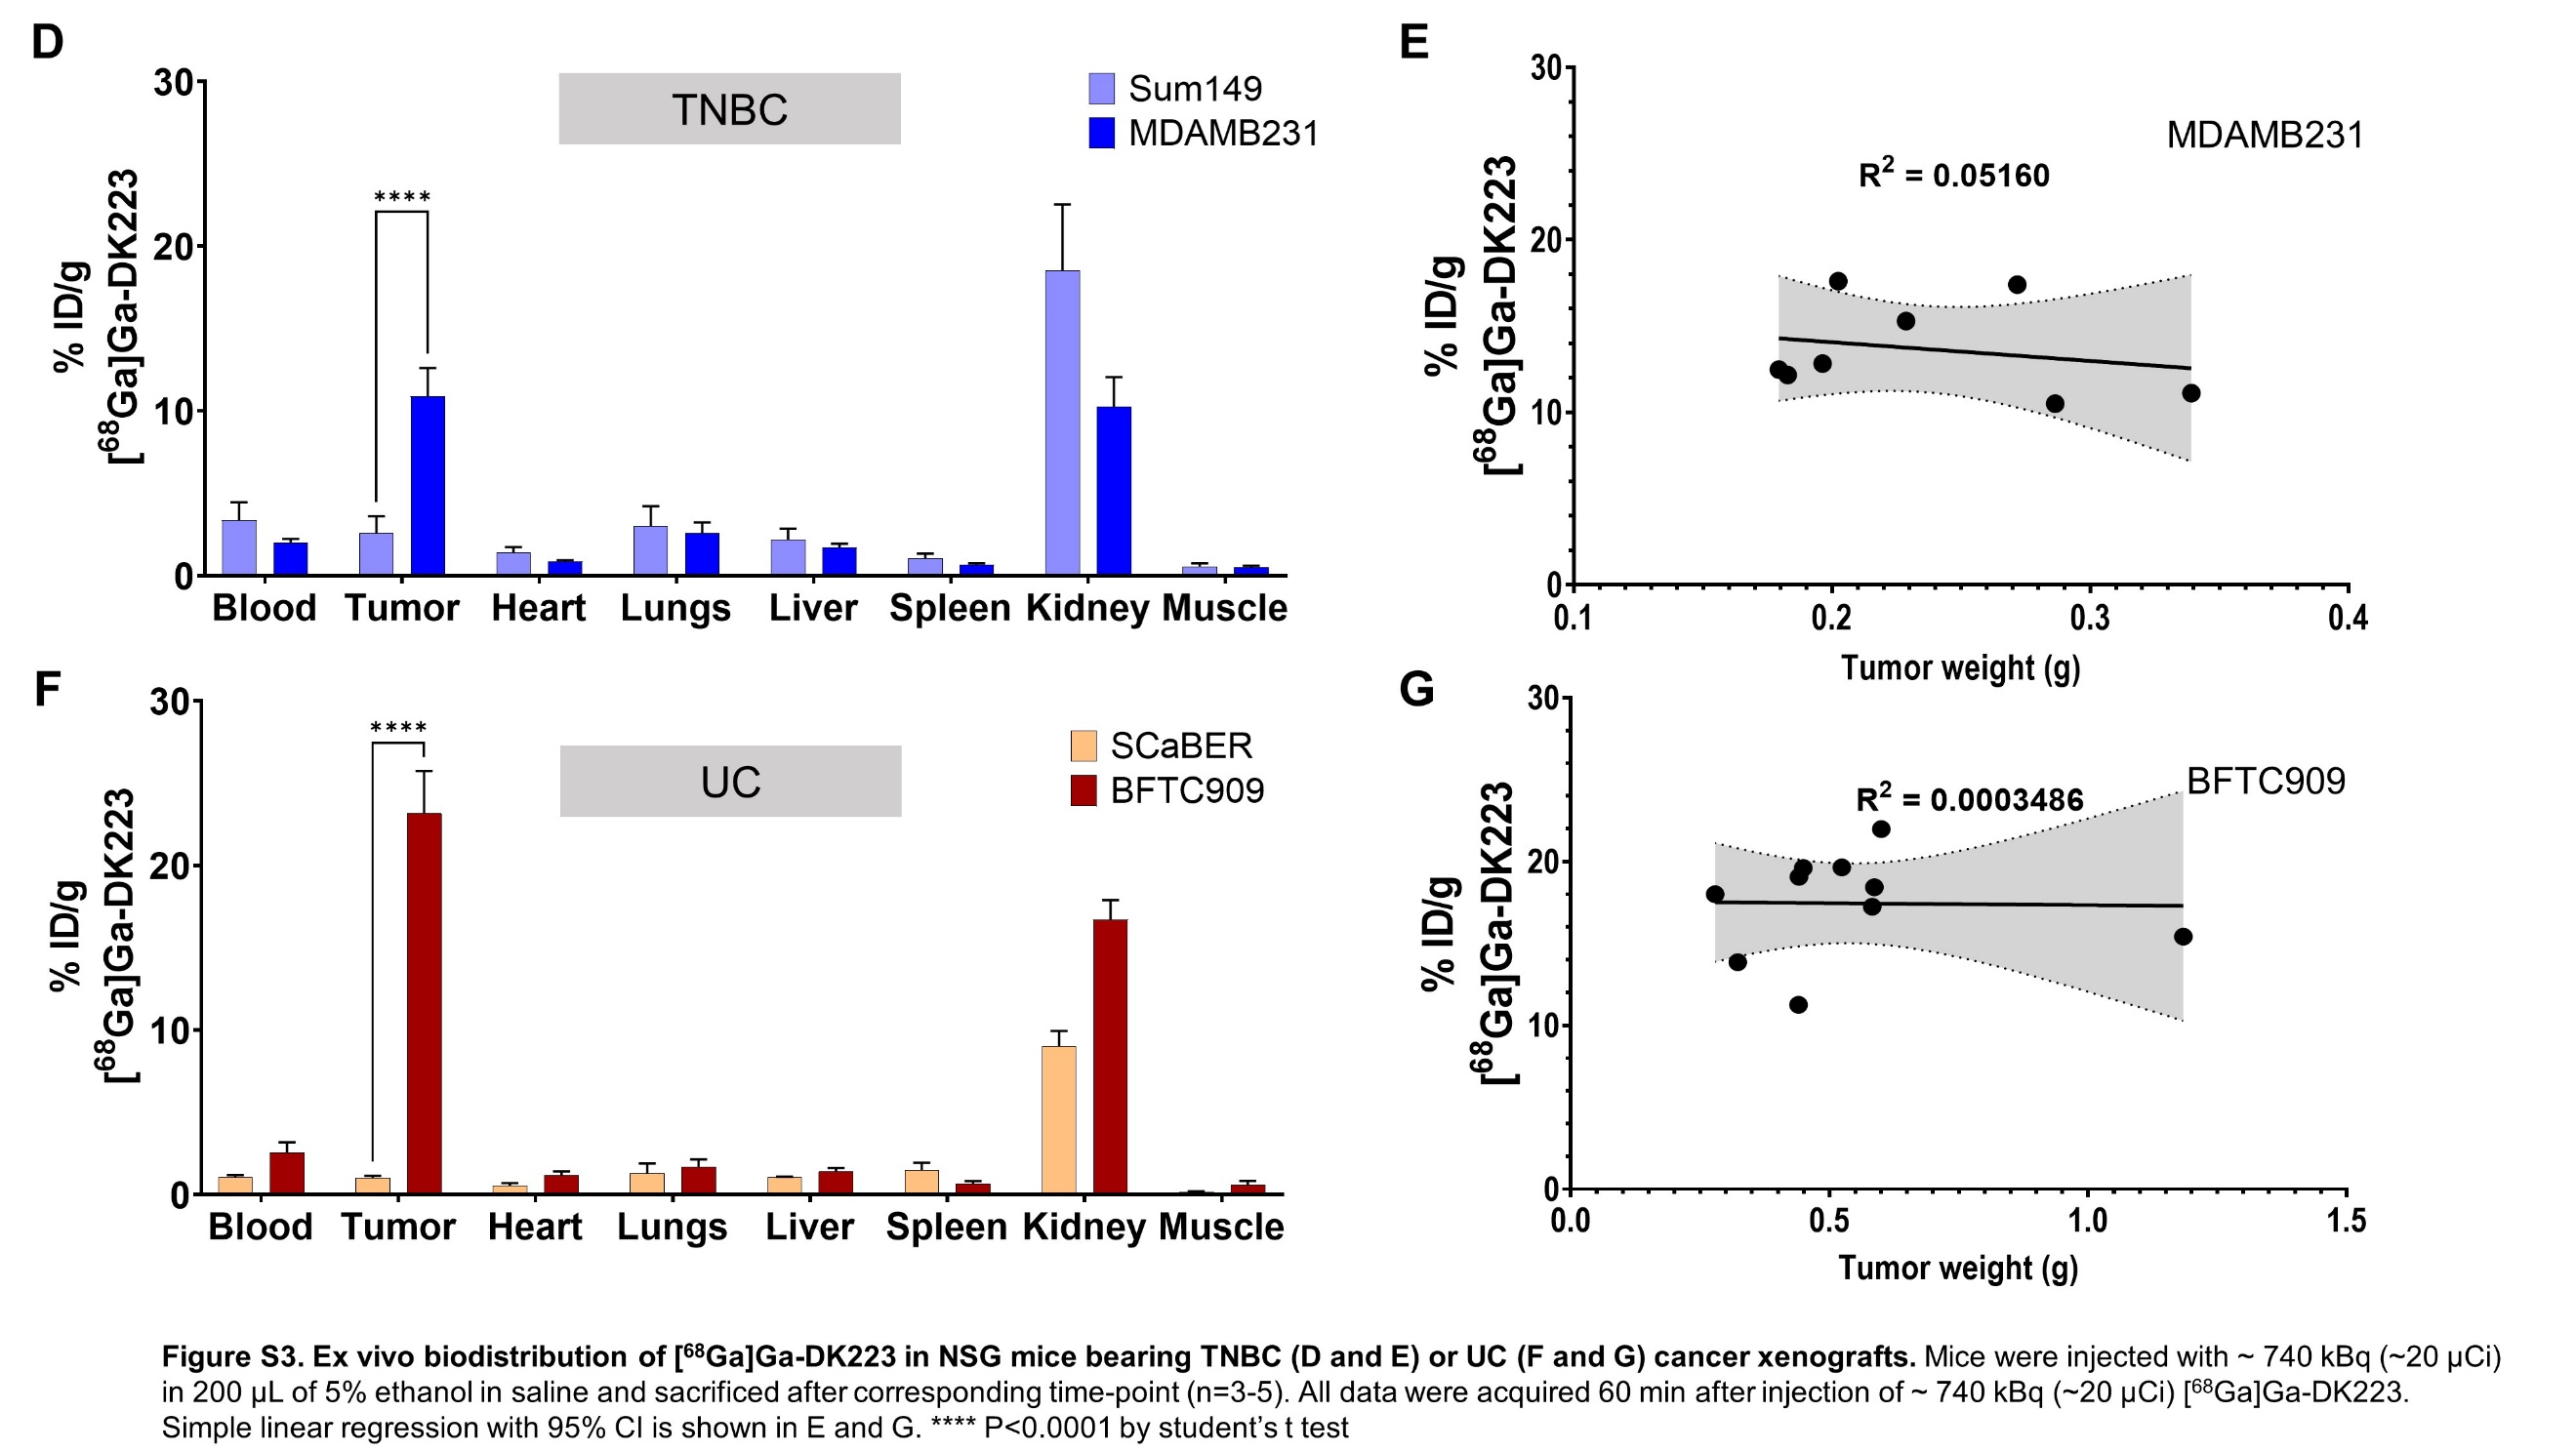 D
30
20
10
0
% ID/g
[⁶⁸Ga]Ga-DK223
TNBC
Sum149
MDAMB231
****
Blood Tumor Heart Lungs Liver Spleen Kidney Muscle
E
30
20
10
0
% ID/g
[⁶⁸Ga]Ga-DK223
MDAMB231
R² = 0.05160
0.1 0.2 0.3 0.4
Tumor weight (g)
F
30
20
10
0
% ID/g
[⁶⁸Ga]Ga-DK223
****
UC
SCaBER
BFTC909
Blood Tumor Heart Lungs Liver Spleen Kidney Muscle
G
30
20
10
0
% ID/g
[⁶⁸Ga]Ga-DK223
BFTC909
R² = 0.0003486
0.0 0.5 1.0 1.5
Tumor weight (g)
Figure S3. Ex vivo biodistribution of [⁶⁸Ga]Ga-DK223 in NSG mice bearing TNBC (D and E) or UC (F and G) cancer xenografts. Mice were injected with ~ 740 kBq (~20 µCi)
in 200 µL of 5% ethanol in saline and sacrificed after corresponding time-point (n=3-5). All data were acquired 60 min after injection of ~ 740 kBq (~20 µCi) [⁶⁸Ga]Ga-DK223.
Simple linear regression with 95% CI is shown in E and G. **** P<0.0001 by student’s t test